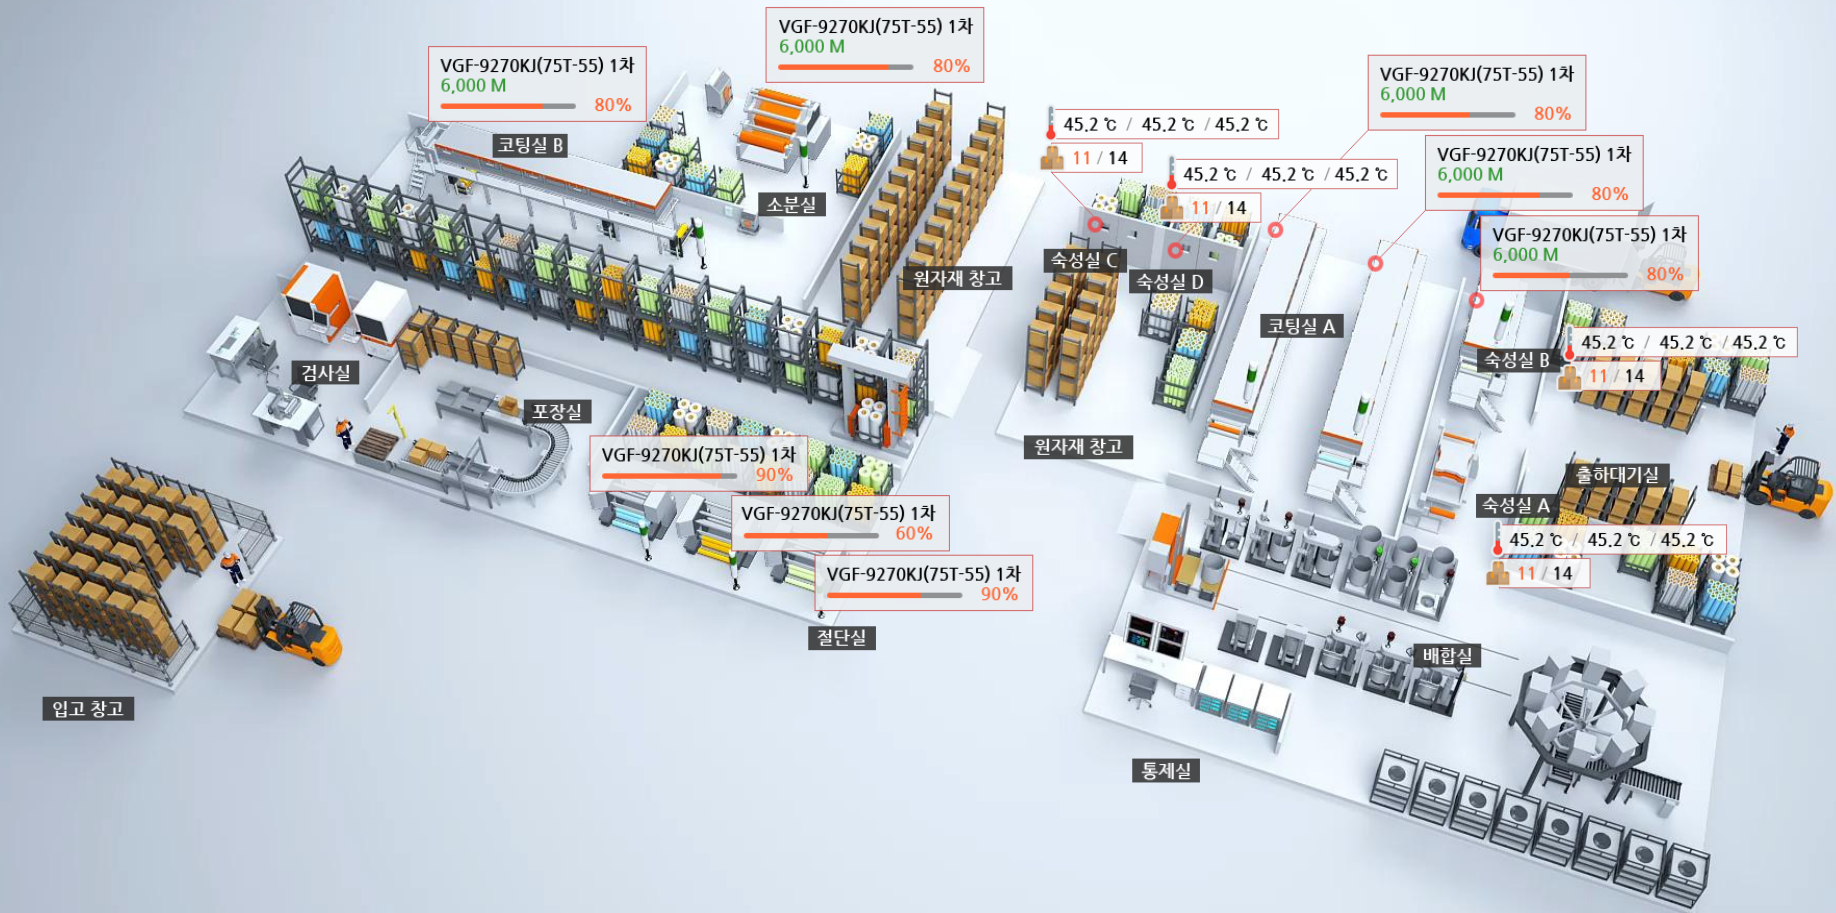 VGF-9270KJ(75T-55) 1차
6,000 M
80%
VGF-9270KJ(75T-55) 1차
6,000 M
80%
코팅실 B
소분실
원자재 창고
검사실
포장실
VGF-9270KJ(75T-55) 1차
90%
VGF-9270KJ(75T-55) 1차
60%
VGF-9270KJ(75T-55) 1차
90%
절단실
입고 창고
45.2 ℃ / 45.2 ℃ / 45.2 ℃
11 / 14
45.2 ℃ / 45.2 ℃ / 45.2 ℃
11 / 14
숙성실 C
숙성실 D
VGF-9270KJ(75T-55) 1차
6,000 M
80%
VGF-9270KJ(75T-55) 1차
6,000 M
80%
VGF-9270KJ(75T-55) 1차
6,000 M
80%
코팅실 A
숙성실 B
45.2 ℃ / 45.2 ℃ / 45.2 ℃
11 / 14
원자재 창고
출하대기실
숙성실 A
45.2 ℃ / 45.2 ℃ / 45.2 ℃
11 / 14
배합실
통제실